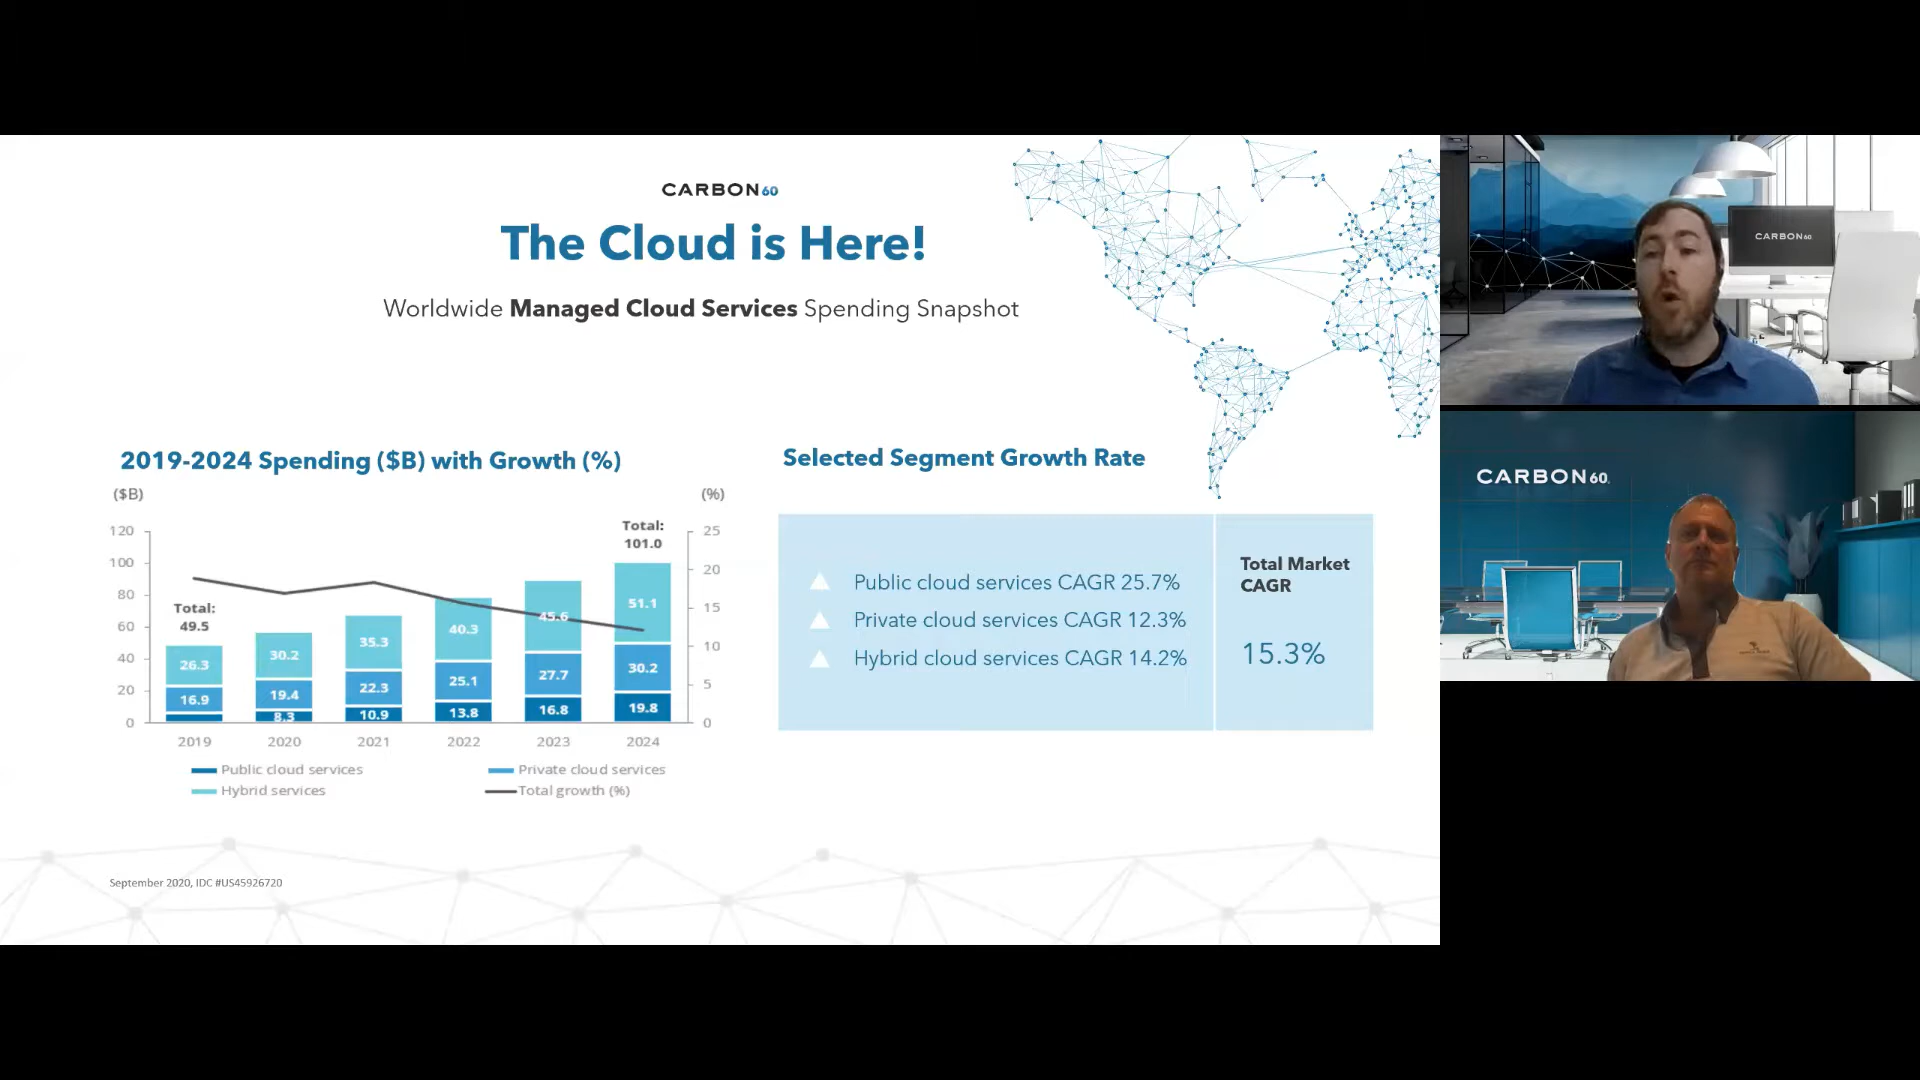 CARBON60
The Cloud is Here!
Worldwide Managed Cloud Services Spending Snapshot
2019-2024 Spending ($B) with Growth (%)
($B)
(%)
120
100
80
60
40
20
0
25
20
15
10
5
0
Total:
49.5
Total:
101.0
26.3
16.9
30.2
19.4
8.3
35.3
22.3
10.9
40.3
25.1
13.8
45.6
27.7
16.8
51.1
30.2
19.8
2019
2020
2021
2022
2023
2024
Public cloud services
Private cloud services
Hybrid services
Total growth (%)
Selected Segment Growth Rate
Public cloud services CAGR 25.7%
Private cloud services CAGR 12.3%
Hybrid cloud services CAGR 14.2%
Total Market
CAGR
15.3%
September 2020, IDC #US45926720
CARBON60
CARBON60